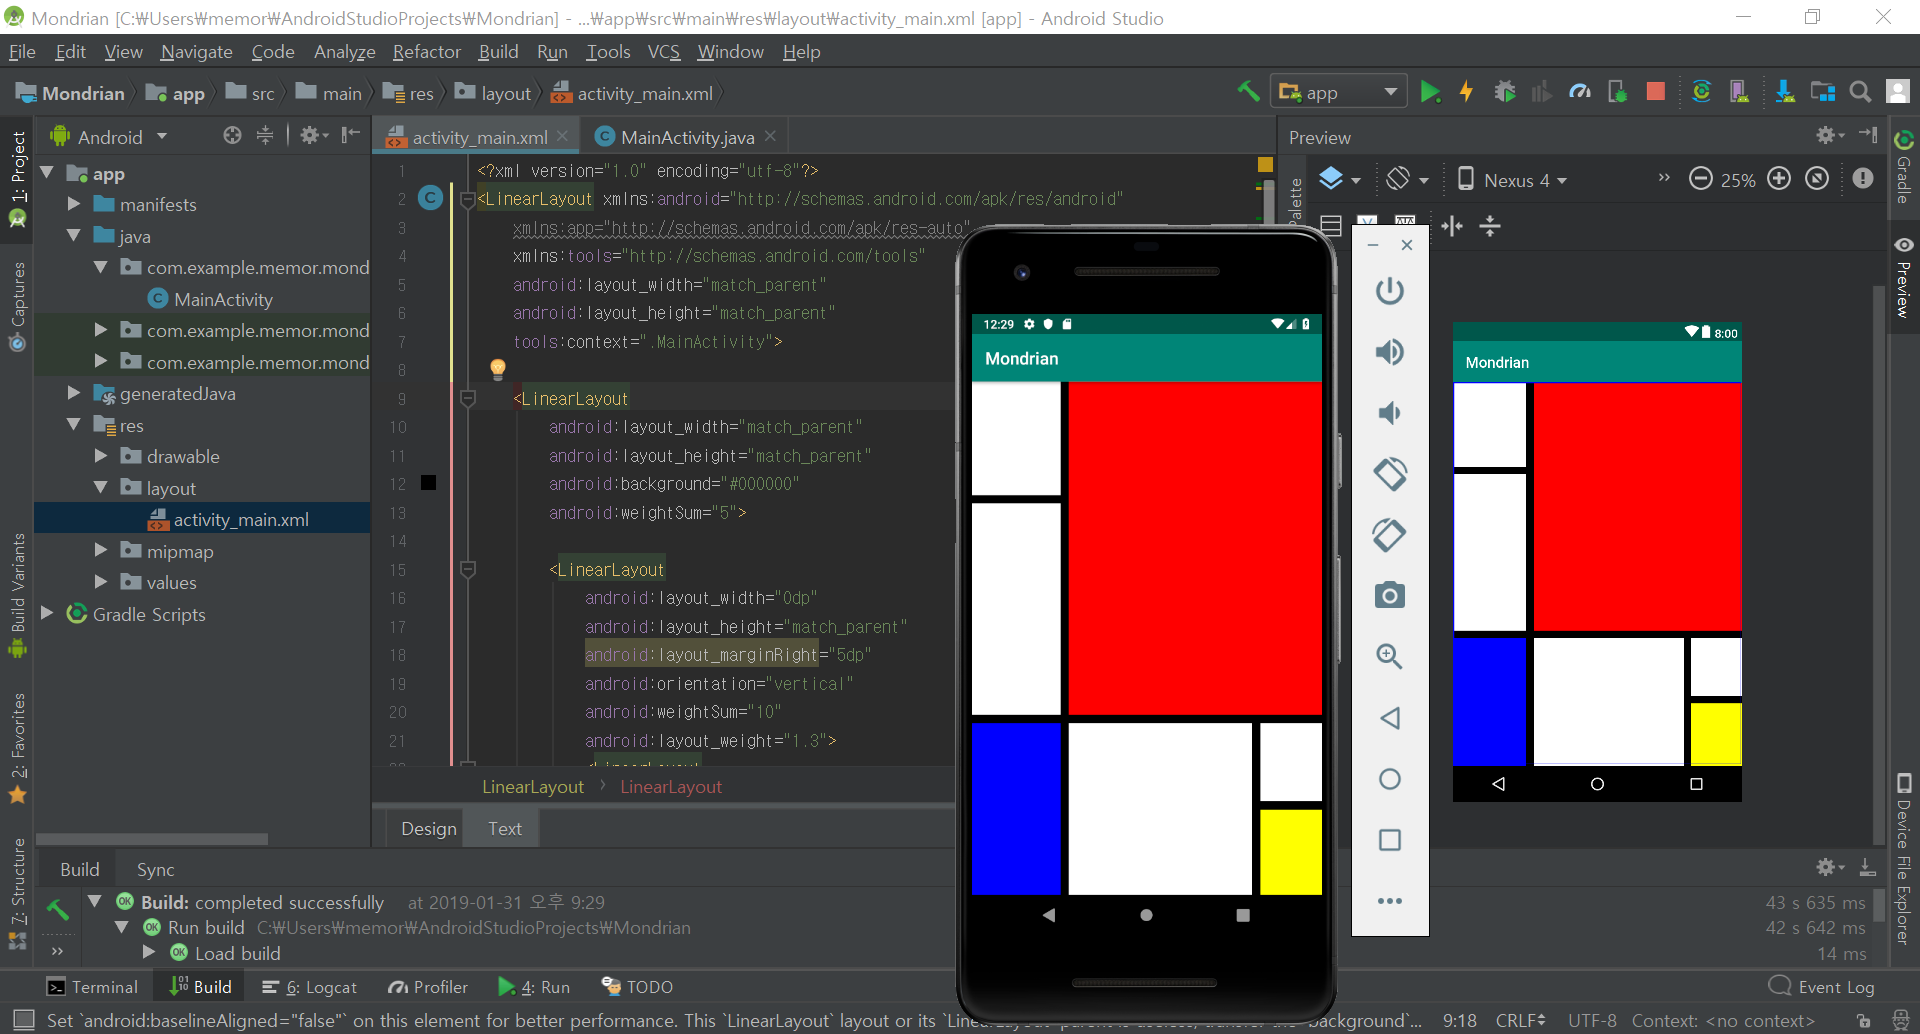 Mondrian [C:₩Users₩memor₩AndroidStudioProjects₩Mondrian] - ...₩app₩src₩main₩res₩layout₩activity_main.xml [app] - Android Studio
File Edit View Navigate Code Analyze Refactor Build Run Tools VCS Window Help
Mondrian app src main res layout activity_main.xml app
1: Project
Captures
Build Variants
2: Favorites
7: Structure
Android
app
manifests
java
com.example.memor.mond
MainActivity
com.example.memor.mond
com.example.memor.mond
generatedJava
res
drawable
layout
activity_main.xml
mipmap
values
Gradle Scripts
activity_main.xml MainActivity.java
1 <?xml version="1.0" encoding="utf-8"?>
2 <LinearLayout xmlns:android="http://schemas.android.com/apk/res/android"
3 xmlns:app="http://schemas.android.com/apk/res-auto"
4 xmlns:tools="http://schemas.android.com/tools"
5 android:layout_width="match_parent"
6 android:layout_height="match_parent"
7 tools:context=".MainActivity">
8
9 <LinearLayout
10 android:layout_width="match_parent"
11 android:layout_height="match_parent"
12 android:background="#000000"
13 android:weightSum="5">
14
15 <LinearLayout
16 android:layout_width="0dp"
17 android:layout_height="match_parent"
18 android:layout_marginRight="5dp"
19 android:orientation="vertical"
20 android:weightSum="10"
21 android:layout_weight="1.3">
LinearLayout LinearLayout
Design Text
12:29
Mondrian
Preview
Nexus 4 25%
8:00
Mondrian
Gradle
Preview
Device File Explorer
Build Sync
Build: completed successfully at 2019-01-31 오후 9:29 43 s 635 ms
Run build C:₩Users₩memor₩AndroidStudioProjects₩Mondrian 42 s 642 ms
Load build 14 ms
Terminal Build 6: Logcat Profiler 4: Run TODO Event Log
Set `android:baselineAligned="false"` on this element for better performance. This `LinearLayout` layout or its 9:18 CRLF UTF-8 Context: <no context>